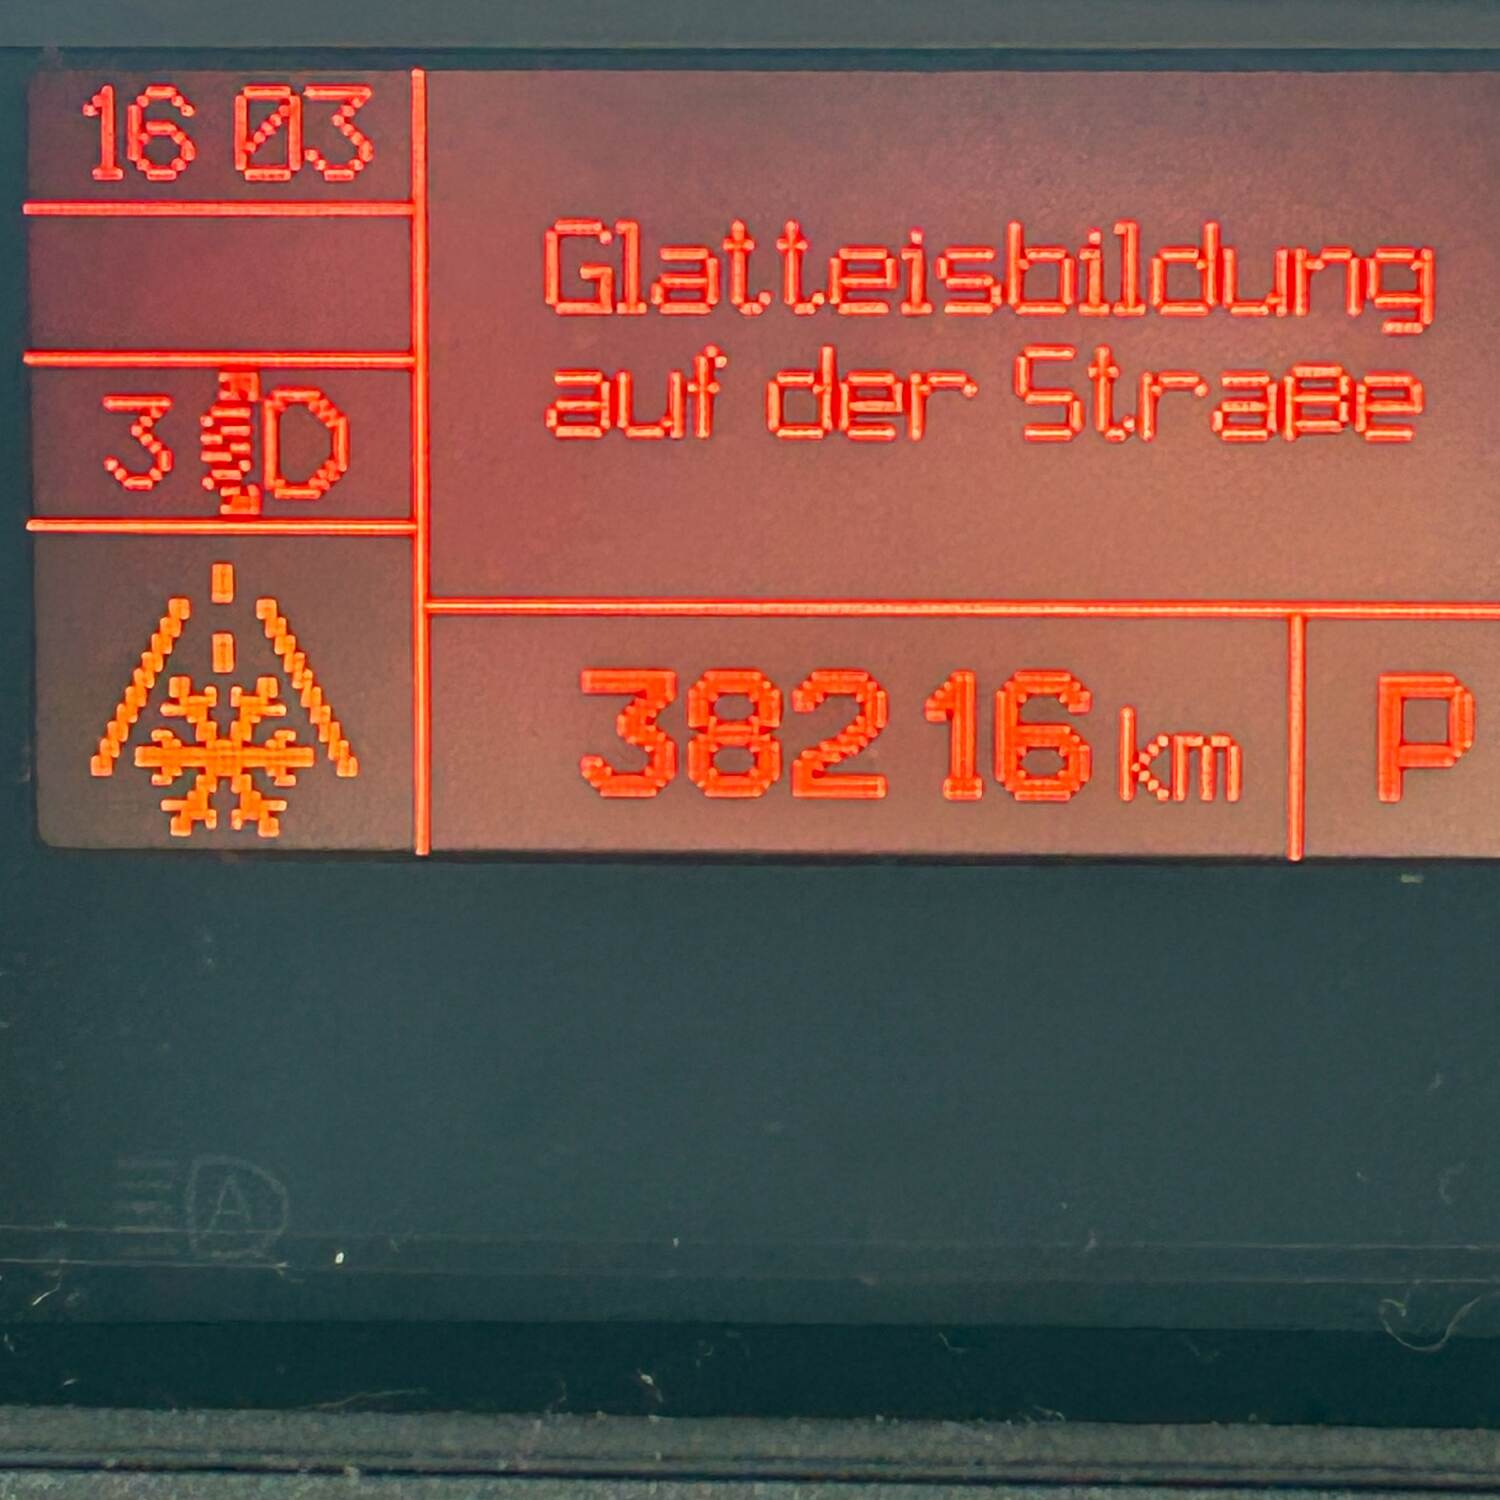 16 03
Glatteisbildung
auf der Straße
3
38216 km
P
A